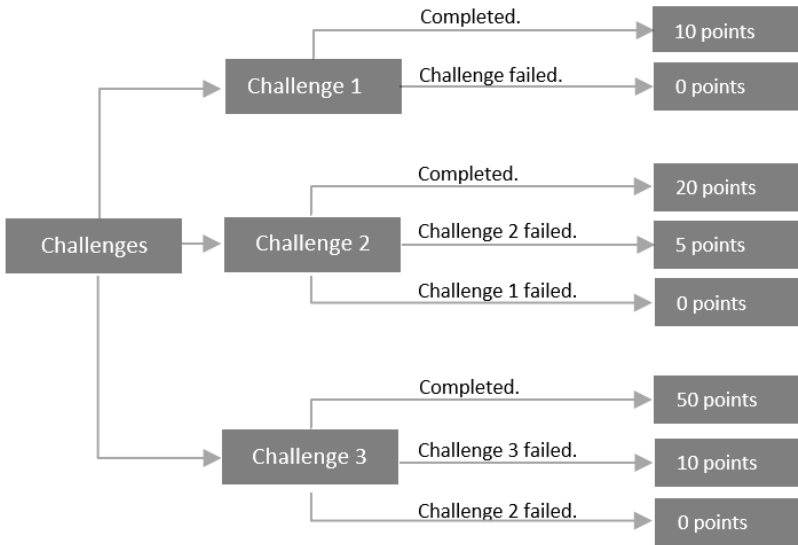 Completed.
10 points
Challenge 1
Challenge failed.
0 points
Completed.
20 points
Challenges
Challenge 2
Challenge 2 failed.
5 points
Challenge 1 failed.
0 points
Completed.
50 points
Challenge 3
Challenge 3 failed.
10 points
Challenge 2 failed.
0 points